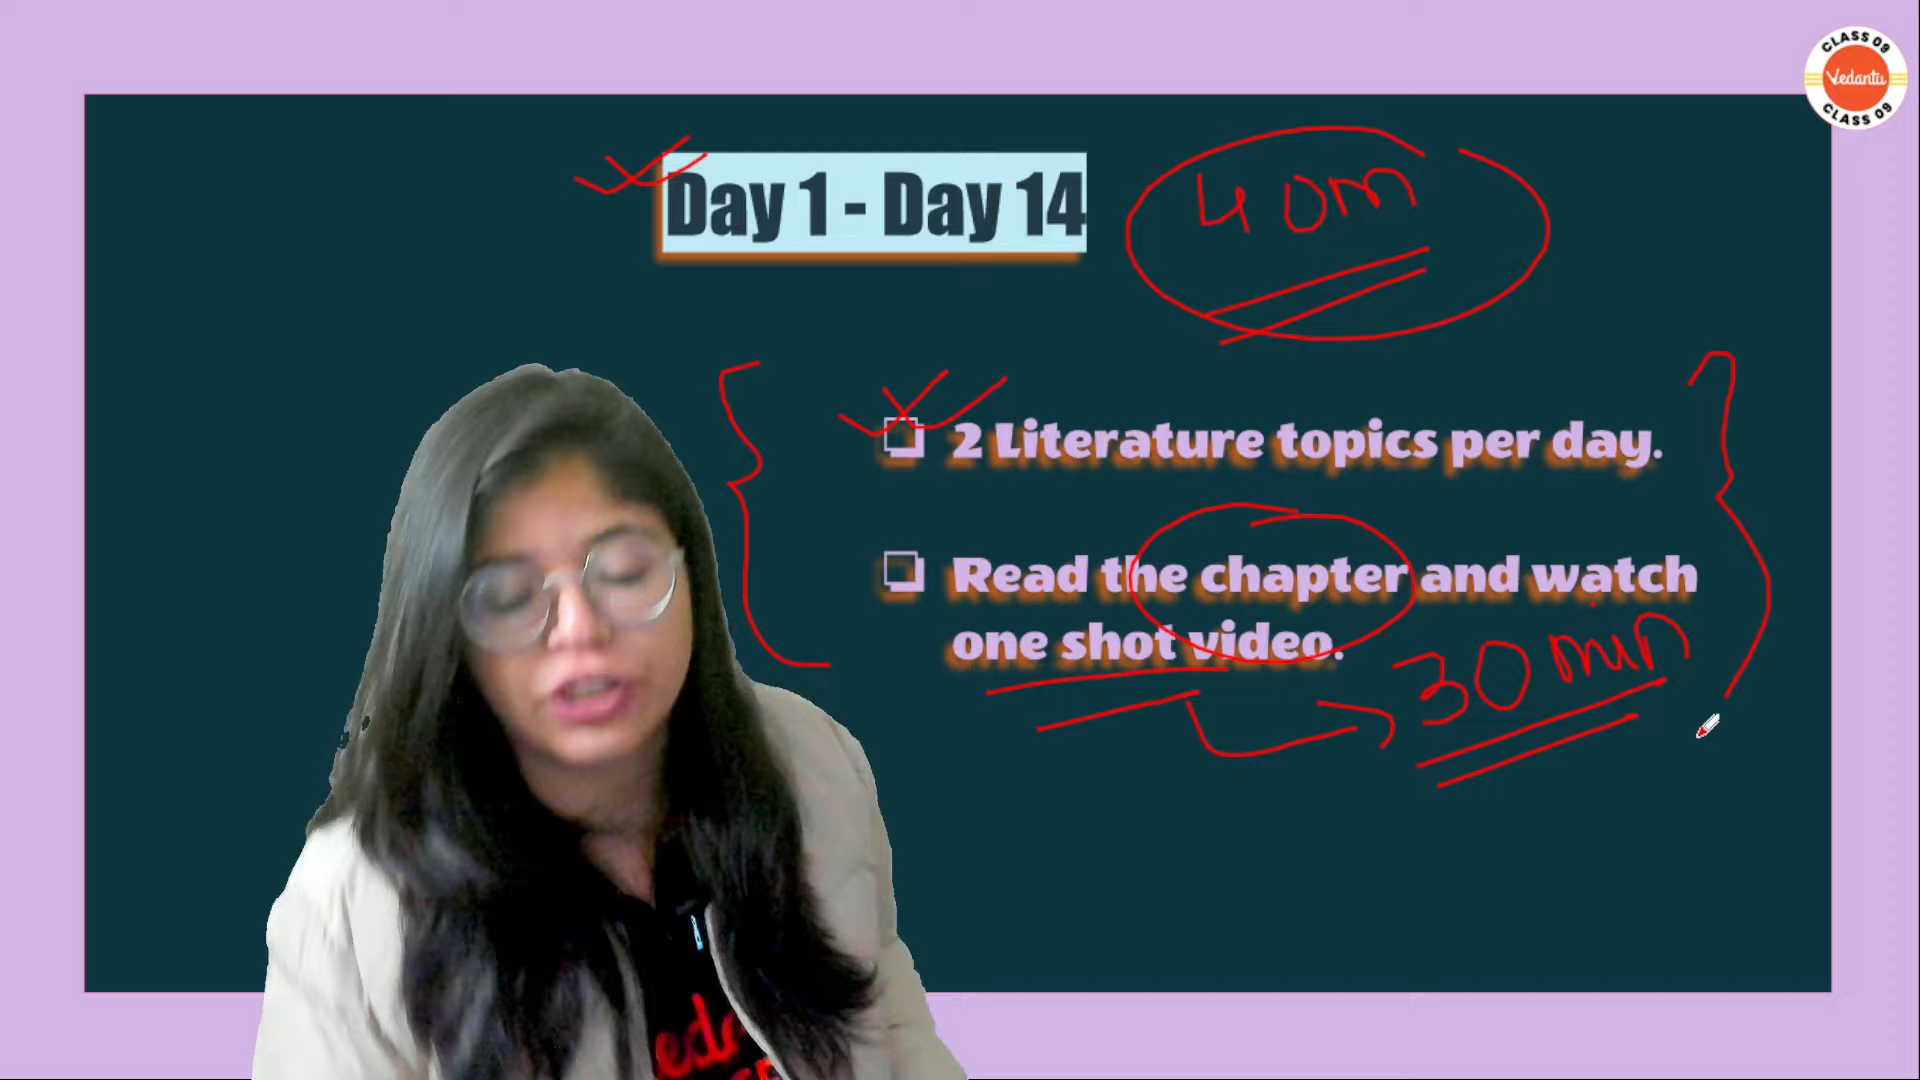 CLASS 09
Vedantu
CLASS 09
Day 1 - Day 14
40m
2 Literature topics per day.
Read the chapter and watch
one shot video.
30 min